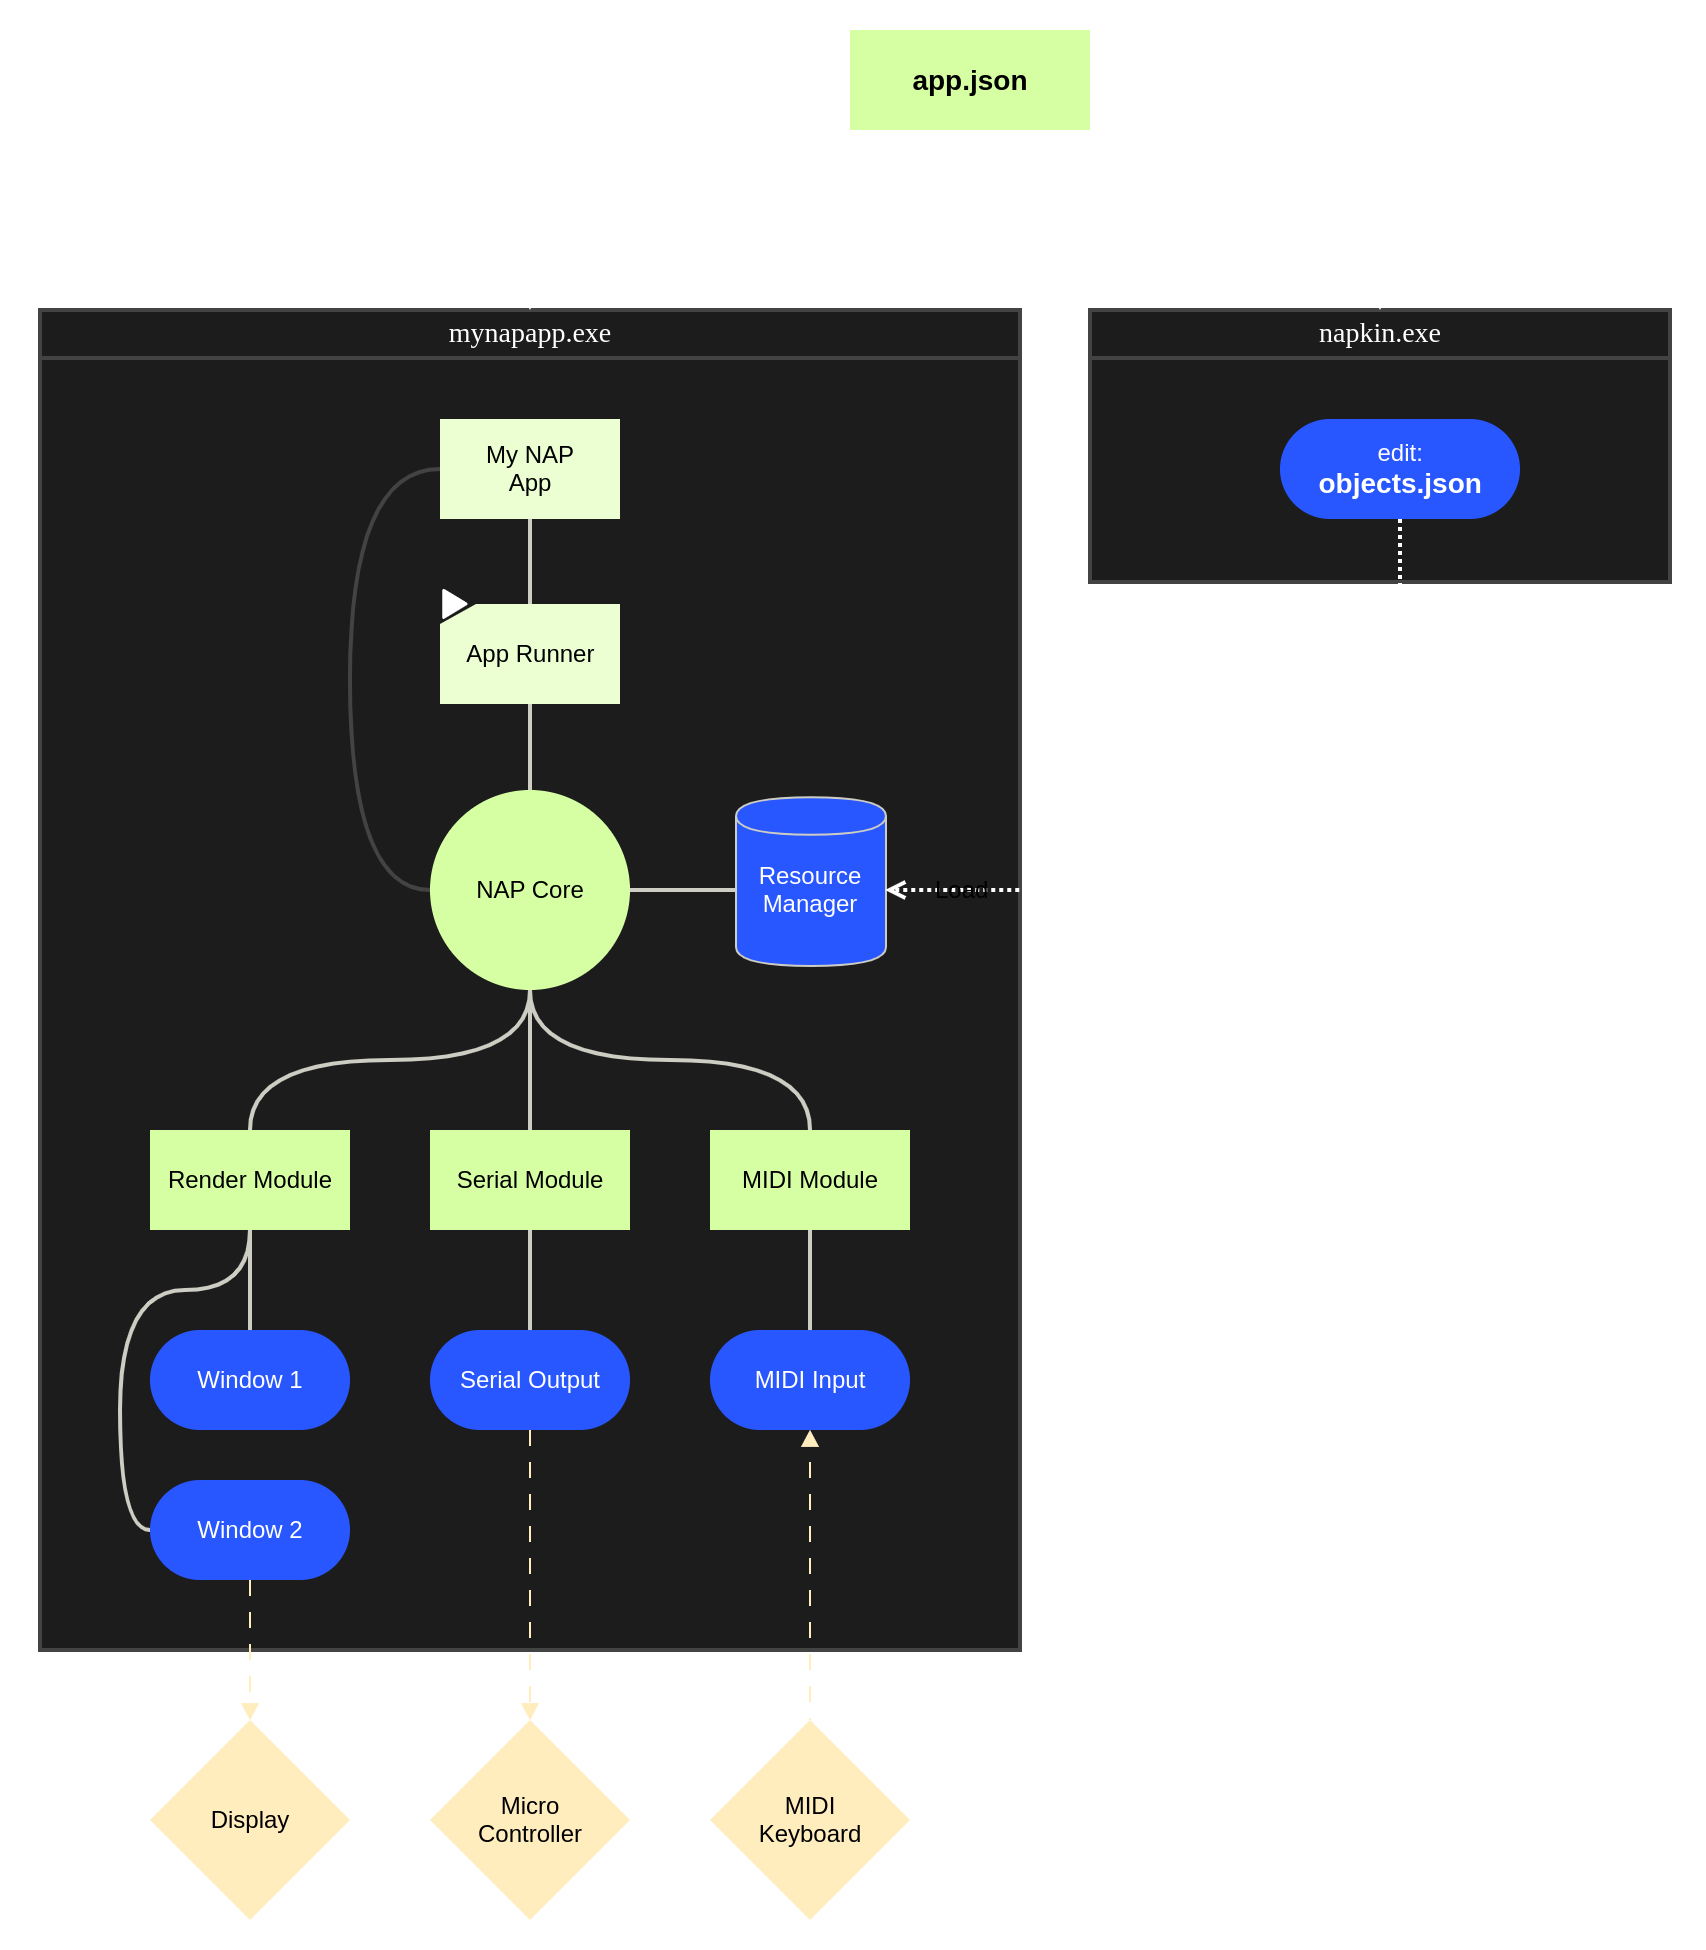 app.json
mynapapp.exe
napkin.exe
My NAP
App
edit:
objects.json
App Runner
NAP Core
Resource
Manager
Load
Render Module
Serial Module
MIDI Module
Window 1
Serial Output
MIDI Input
Window 2
Display
Micro
Controller
MIDI
Keyboard